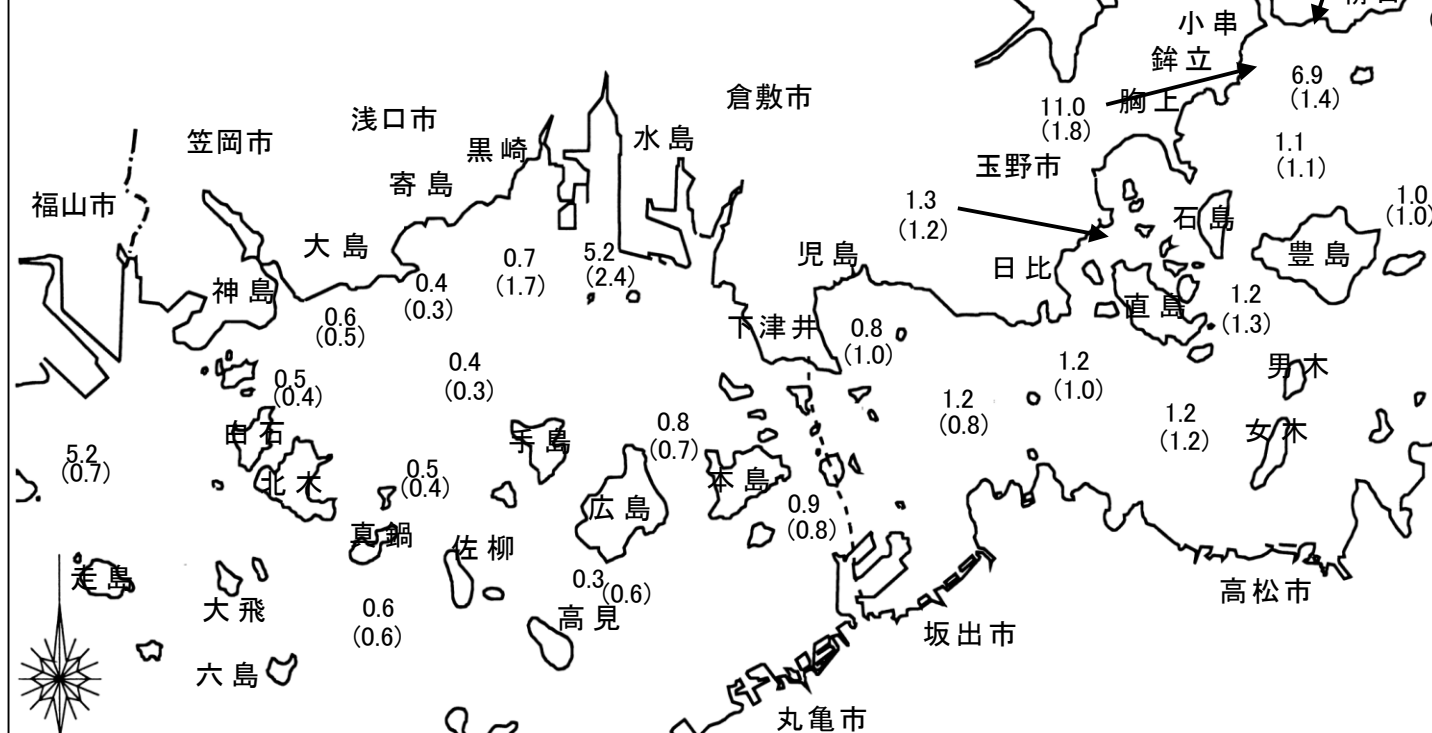 小串
鉾立
6.9
(1.4)
倉敷市
11.0
(1.8)
胸上
浅口市
笠岡市
黒崎
水島
1.1
(1.1)
玉野市
寄島
福山市
1.3
(1.2)
1.0
(1.0)
石島
大島
0.7
(1.7)
5.2
(2.4)
児島
日比
豊島
神島
0.4
(0.3)
直島
1.2
(1.3)
0.6
(0.5)
下津井
0.8
(1.0)
0.5
(0.4)
0.4
(0.3)
1.2
(1.0)
男木
1.2
(0.8)
1.2
(1.2)
女木
白石
手島
0.8
(0.7)
5.2
(0.7)
北木
0.5
(0.4)
本島
広島
0.9
(0.8)
真鍋
佐柳
走島
0.3
(0.6)
高松市
大飛
0.6
(0.6)
高見
坂出市
六島
丸亀市